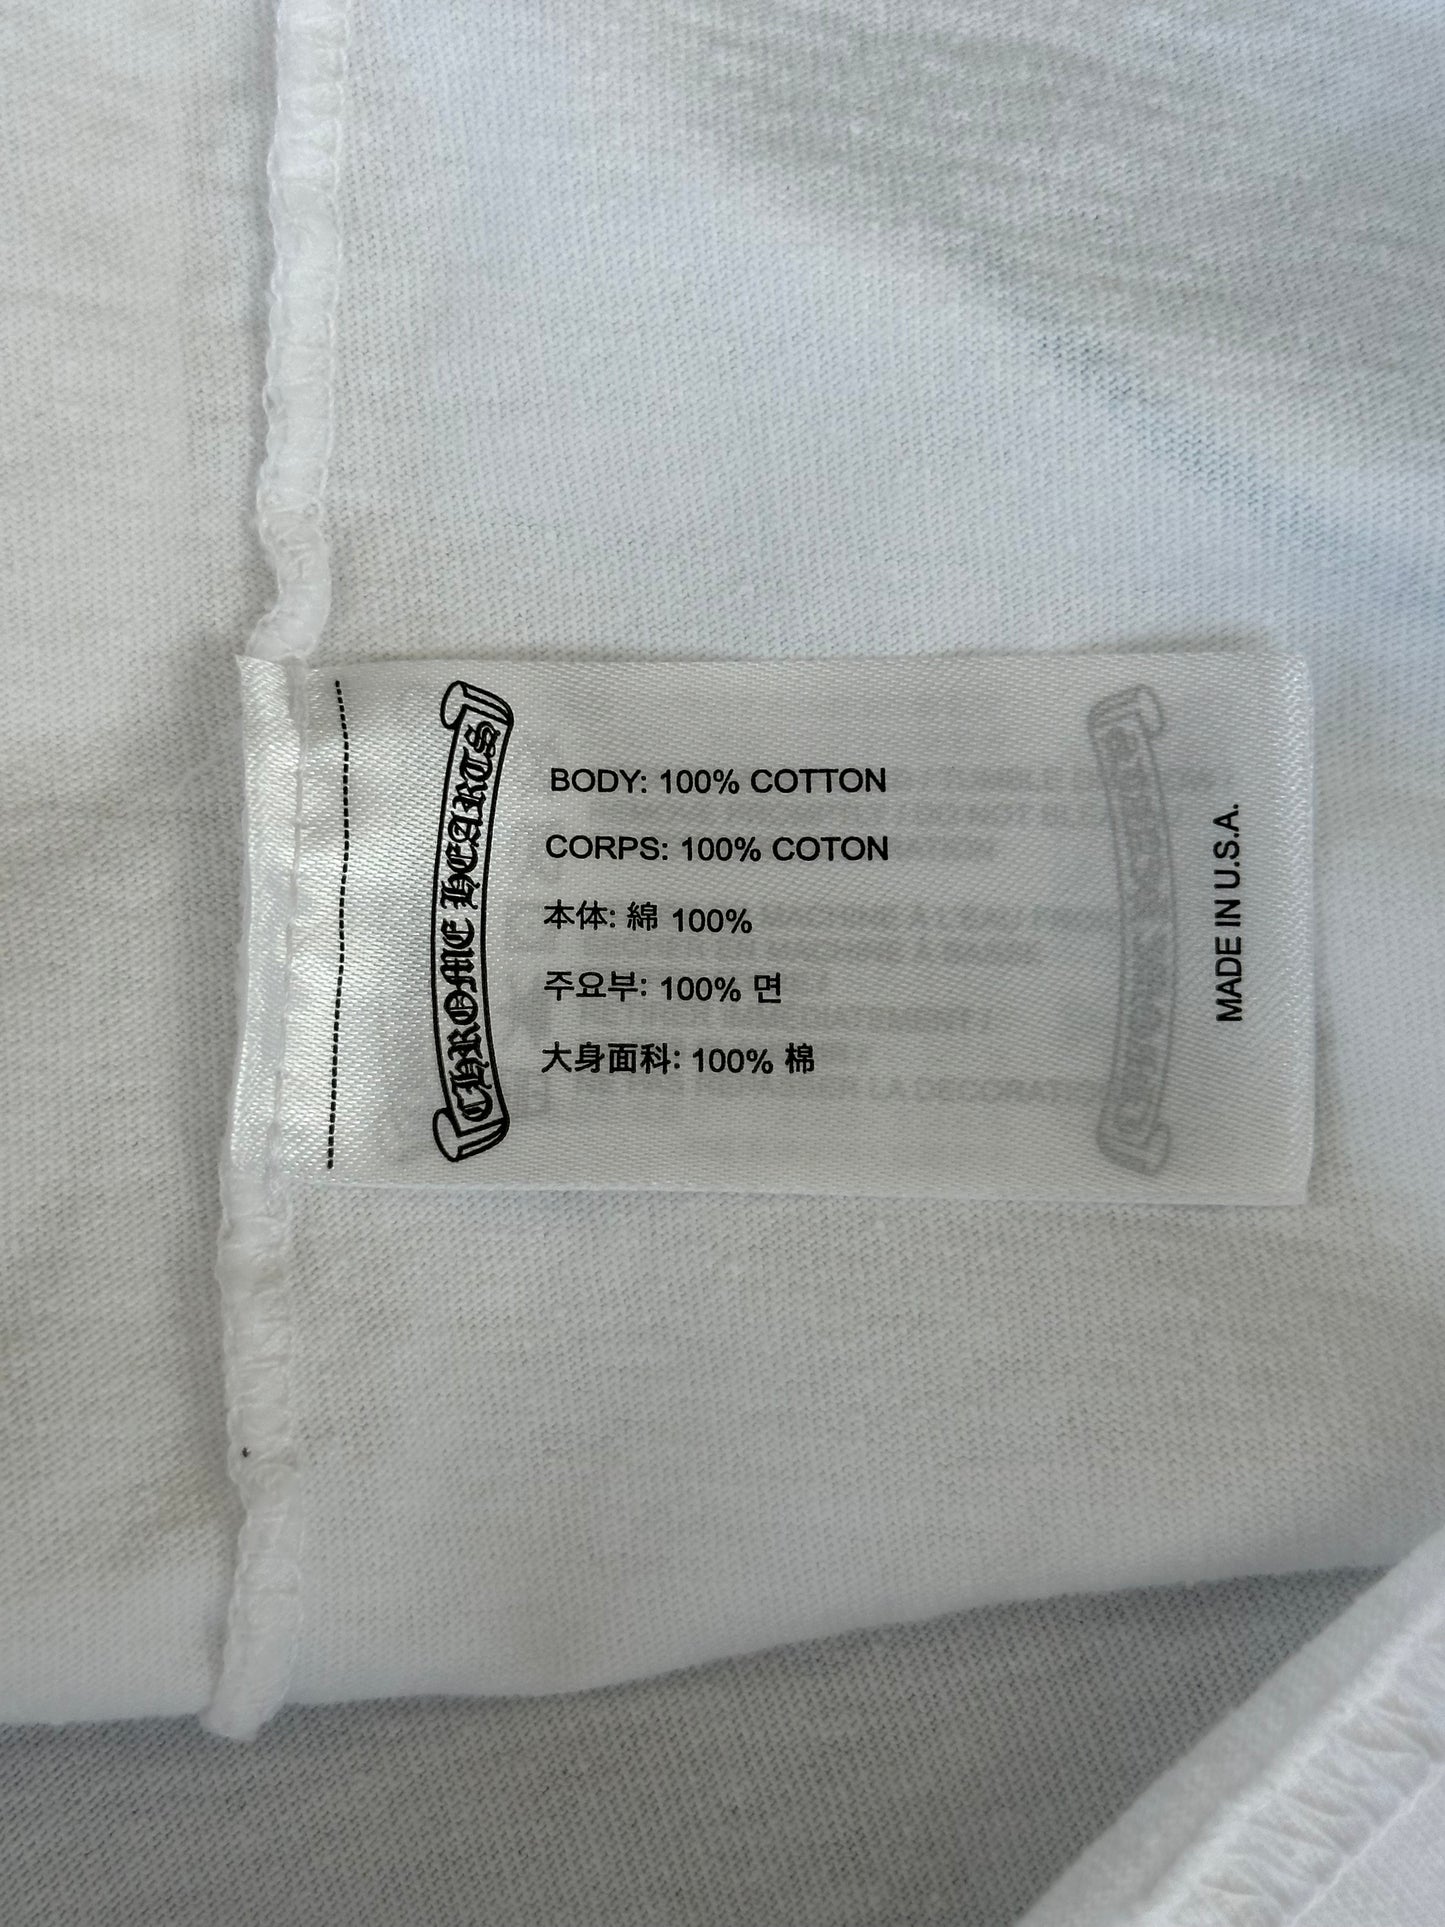 CHROME HEARTS
BODY: 100% COTTON
CORPS: 100% COTON
本体: 綿 100%
주요부: 100% 면
大身面科: 100% 棉
MADE IN U.S.A.